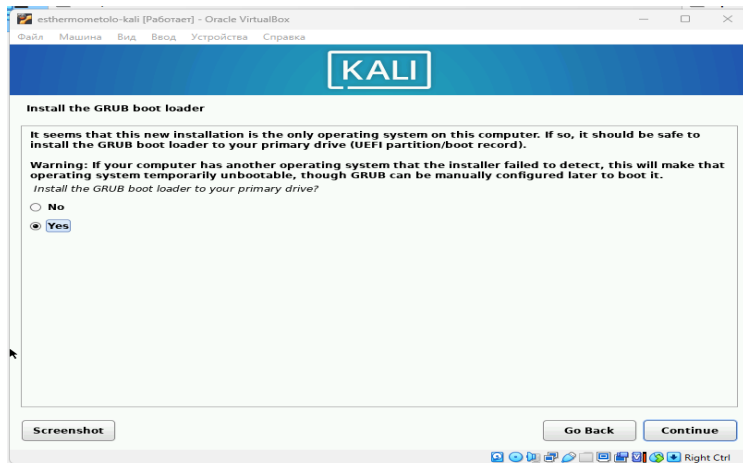 esthermometolo-kali [Работает] - Oracle VirtualBox
Файл Машина Вид Ввод Устройства Справка
KALI
Install the GRUB boot loader
It seems that this new installation is the only operating system on this computer. If so, it should be safe to
install the GRUB boot loader to your primary drive (UEFI partition/boot record).
Warning: If your computer has another operating system that the installer failed to detect, this will make that
operating system temporarily unbootable, though GRUB can be manually configured later to boot it.
Install the GRUB boot loader to your primary drive?
No
Yes
Screenshot
Go Back
Continue
Right Ctrl